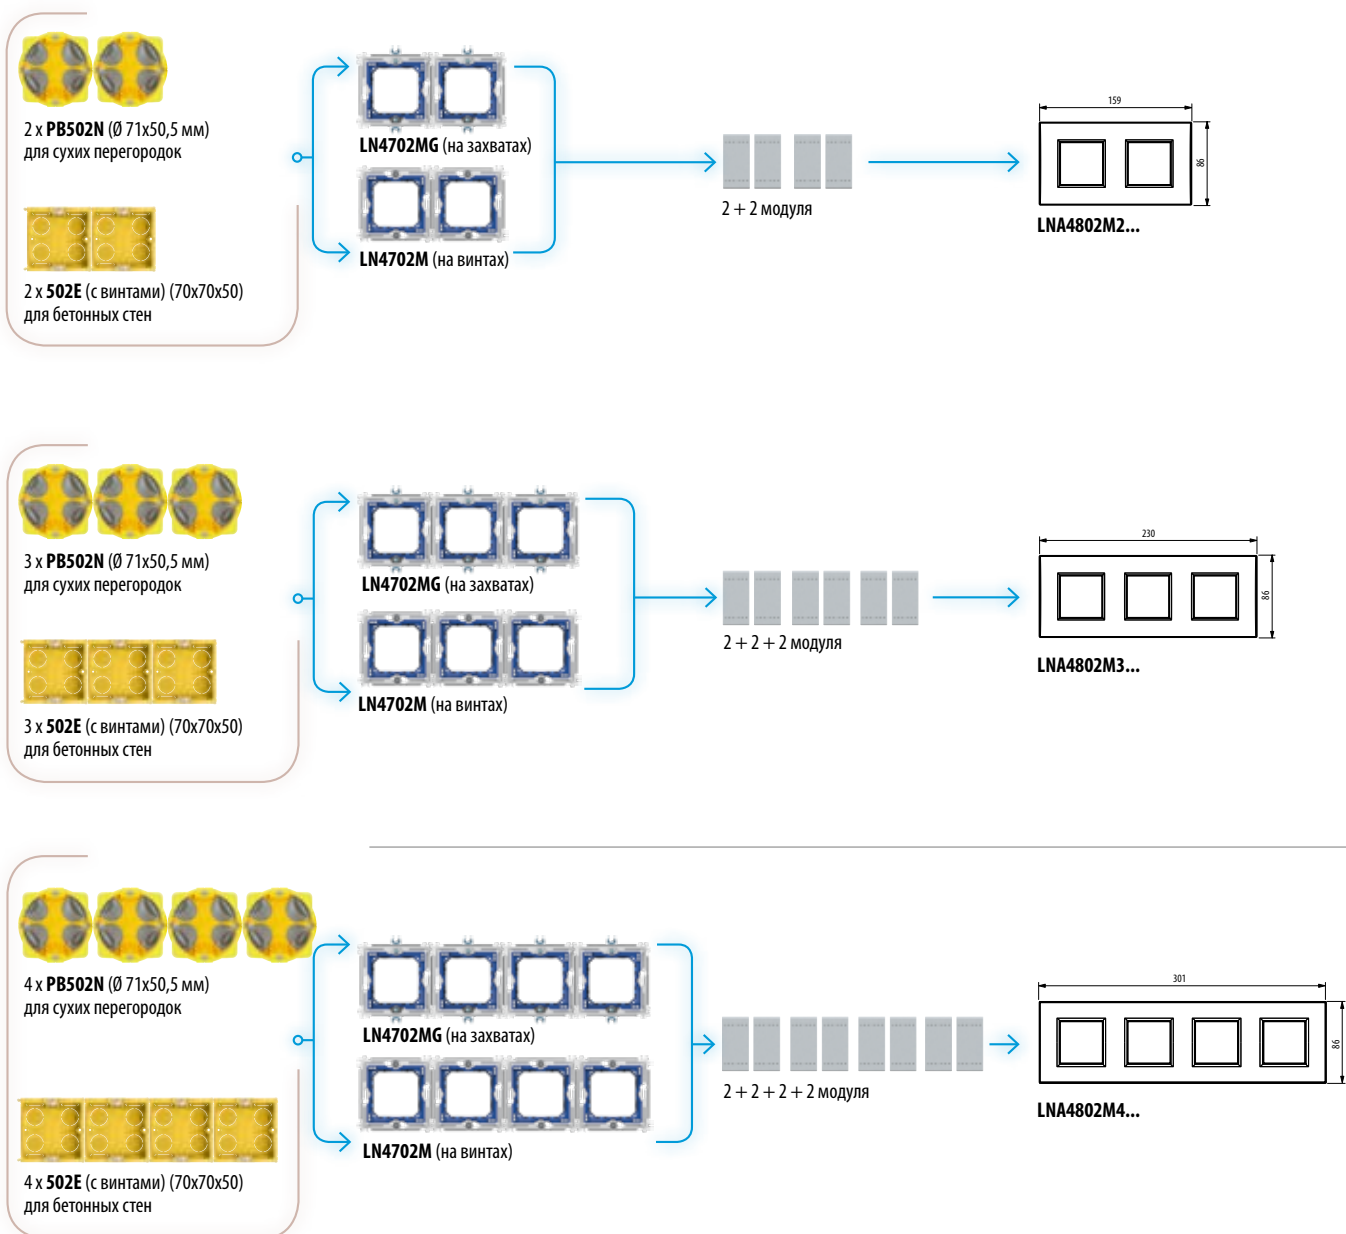 2 x PB502N (Ø 71x50,5 мм)
для сухих перегородок
2 x 502E (с винтами) (70x70x50)
для бетонных стен
LN4702MG (на захватах)
LN4702M (на винтах)
2 + 2 модуля
159
86
LNA4802M2...
3 x PB502N (Ø 71x50,5 мм)
для сухих перегородок
3 x 502E (с винтами) (70x70x50)
для бетонных стен
LN4702MG (на захватах)
LN4702M (на винтах)
2 + 2 + 2 модуля
230
86
LNA4802M3...
4 x PB502N (Ø 71x50,5 мм)
для сухих перегородок
4 x 502E (с винтами) (70x70x50)
для бетонных стен
LN4702MG (на захватах)
LN4702M (на винтах)
2 + 2 + 2 + 2 модуля
301
86
LNA4802M4...